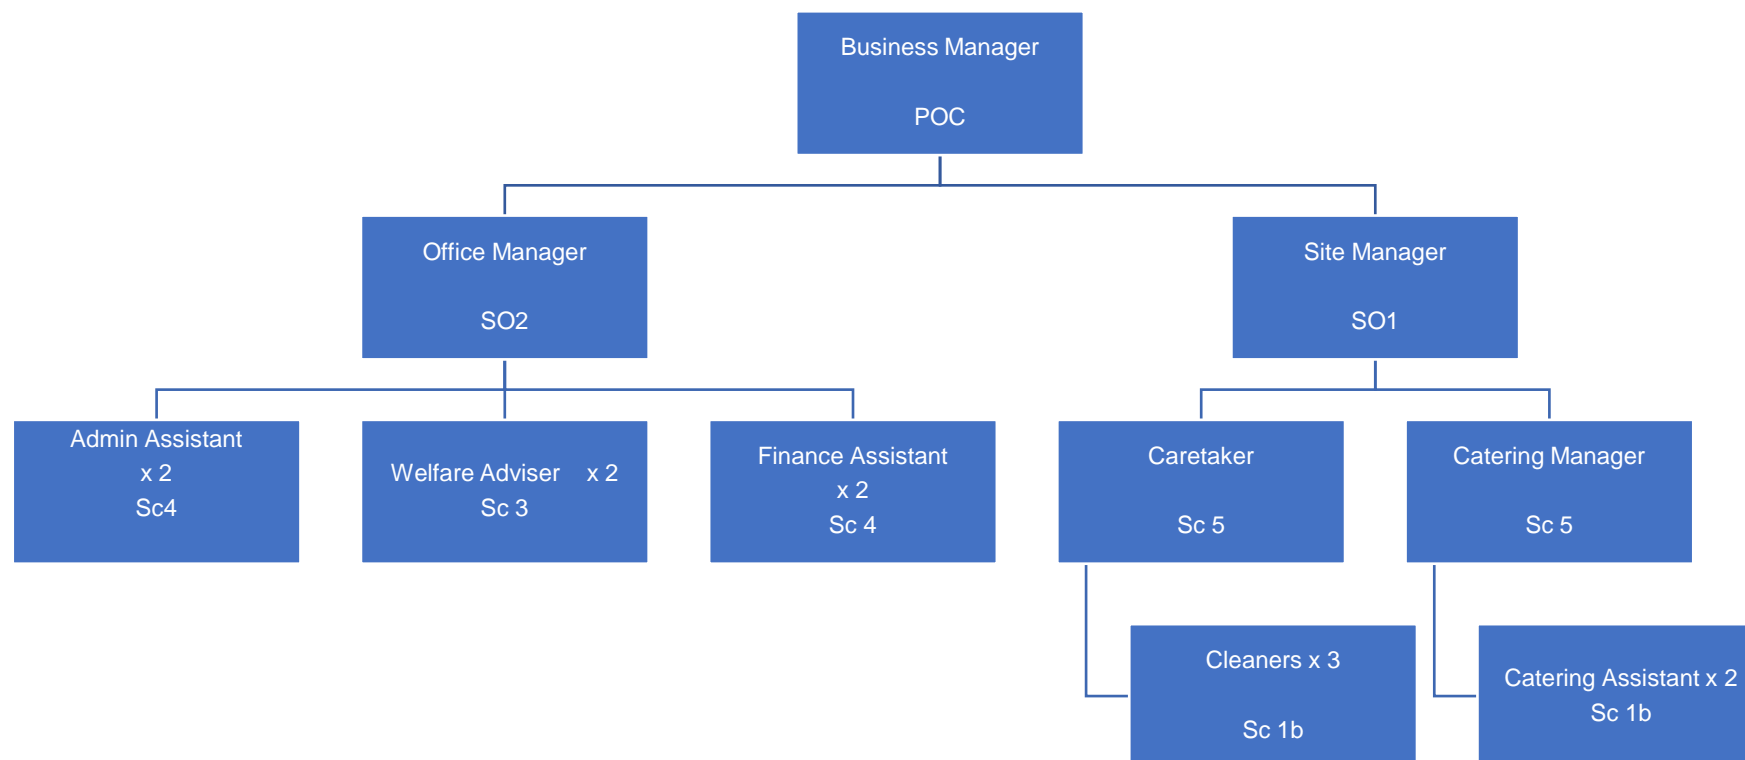 Business Manager
POC
Office Manager
SO2
Site Manager
SO1
Admin Assistant
x 2
Sc4
Welfare Adviser x 2
Sc 3
Finance Assistant
x 2
Sc 4
Caretaker
Sc 5
Catering Manager
Sc 5
Cleaners x 3
Sc 1b
Catering Assistant x 2
Sc 1b